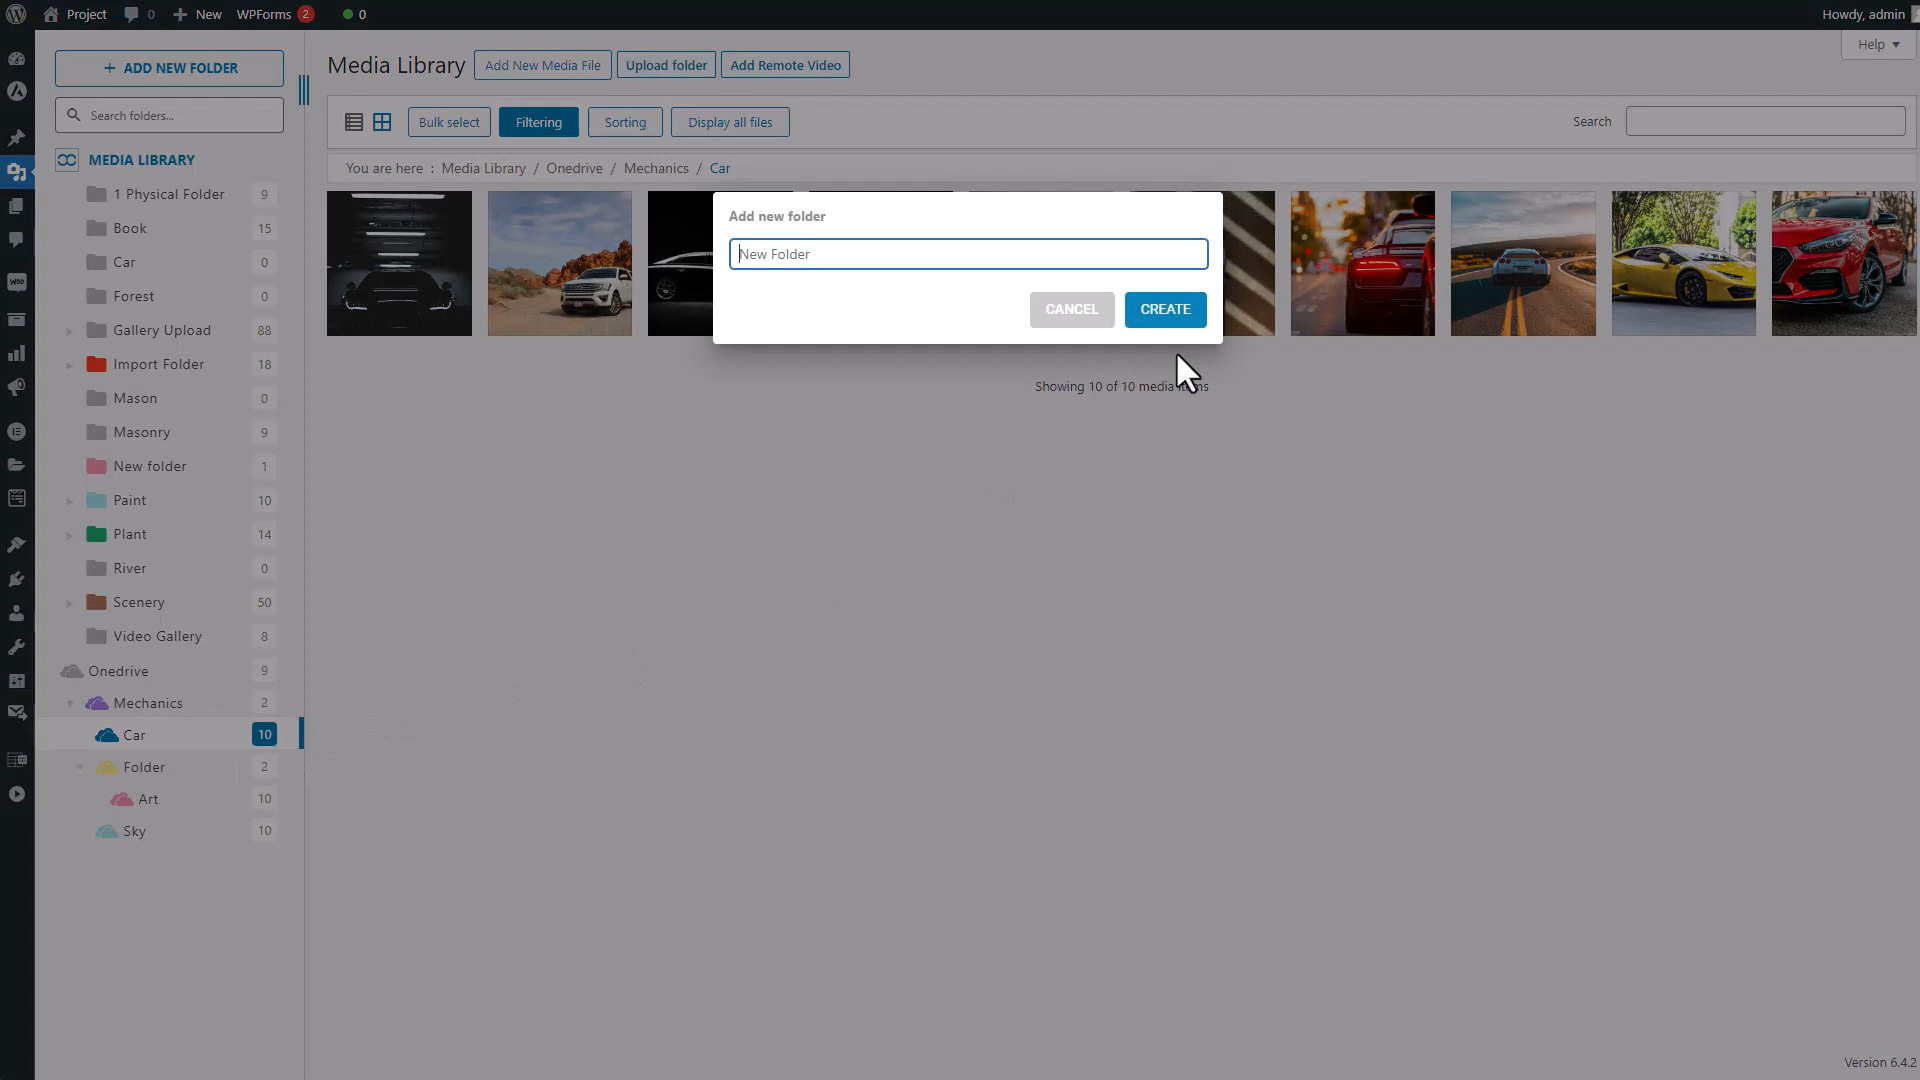 Project 0 New WPForms 2 0 Howdy, admin
Help
ADD NEW FOLDER
Search folders...
MEDIA LIBRARY
1 Physical Folder 9
Book 15
Car 0
Forest 0
Gallery Upload 88
Import Folder 18
Mason 0
Masonry 9
New folder 1
Paint 10
Plant 14
River 0
Scenery 50
Video Gallery 8
Onedrive 9
Mechanics 2
Car 10
Folder 2
Art 10
Sky 10
Media Library Add New Media File Upload folder Add Remote Video
Bulk select Filtering Sorting Display all files Search
You are here : Media Library / Onedrive / Mechanics / Car
Add new folder
New Folder
CANCEL CREATE
Showing 10 of 10 media items
WOO
Version 6.4.2